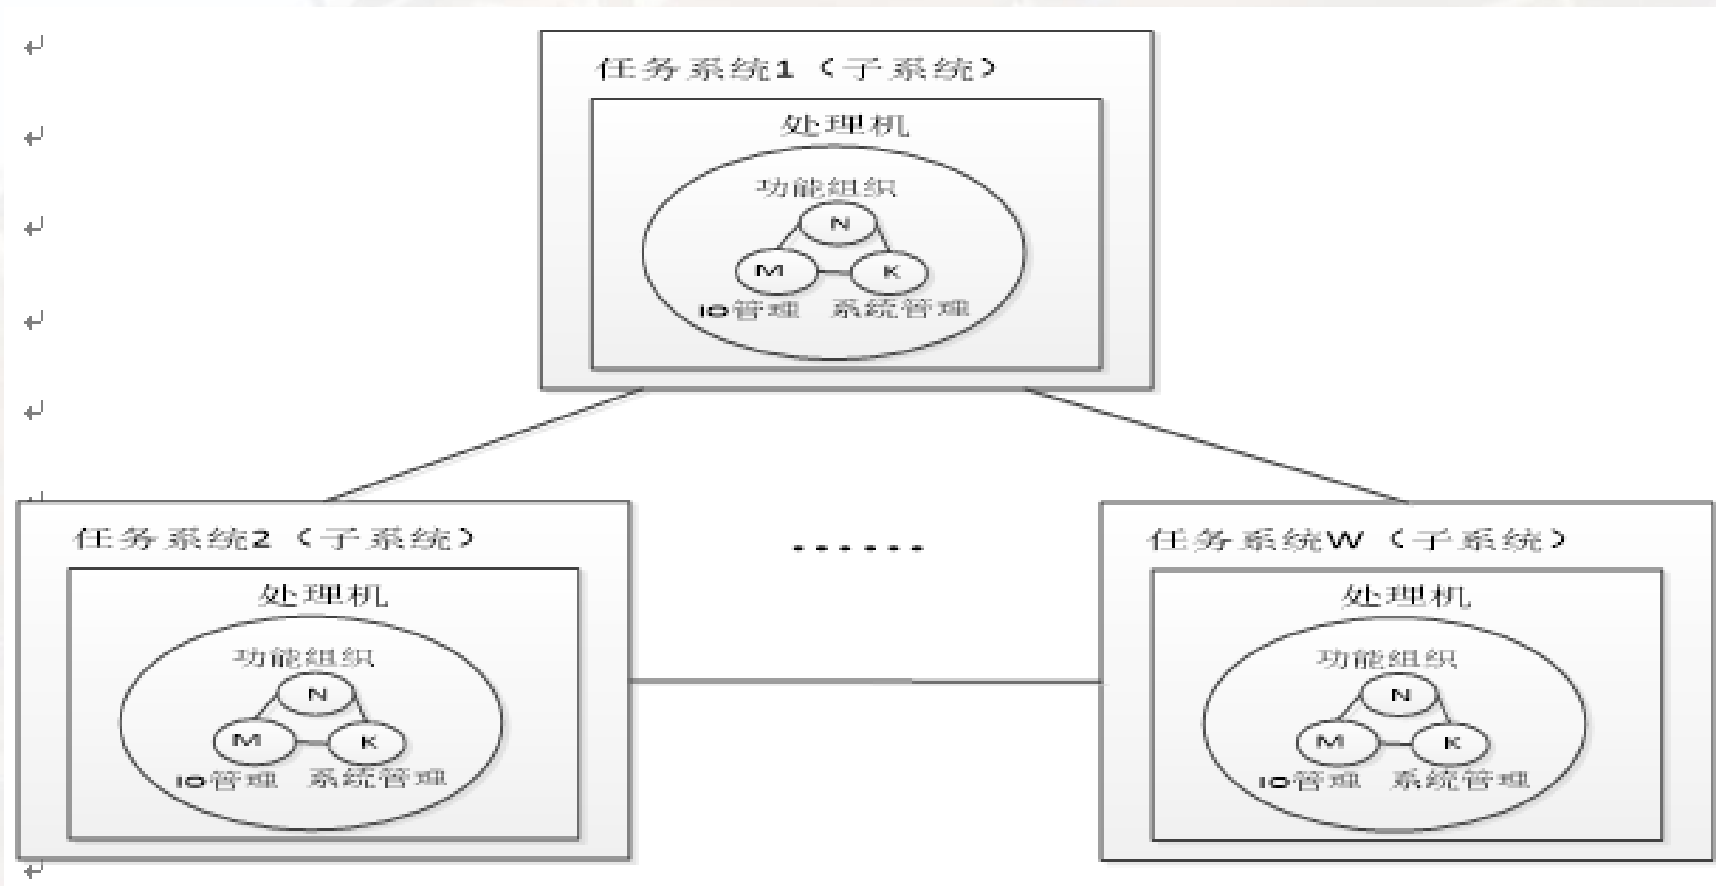 任务系统1（子系统）
处理机
功能组织
N
M K
IO管理 系统管理
任务系统2（子系统）
处理机
功能组织
N
M K
IO管理 系统管理
......
任务系统W（子系统）
处理机
功能组织
N
M K
IO管理 系统管理